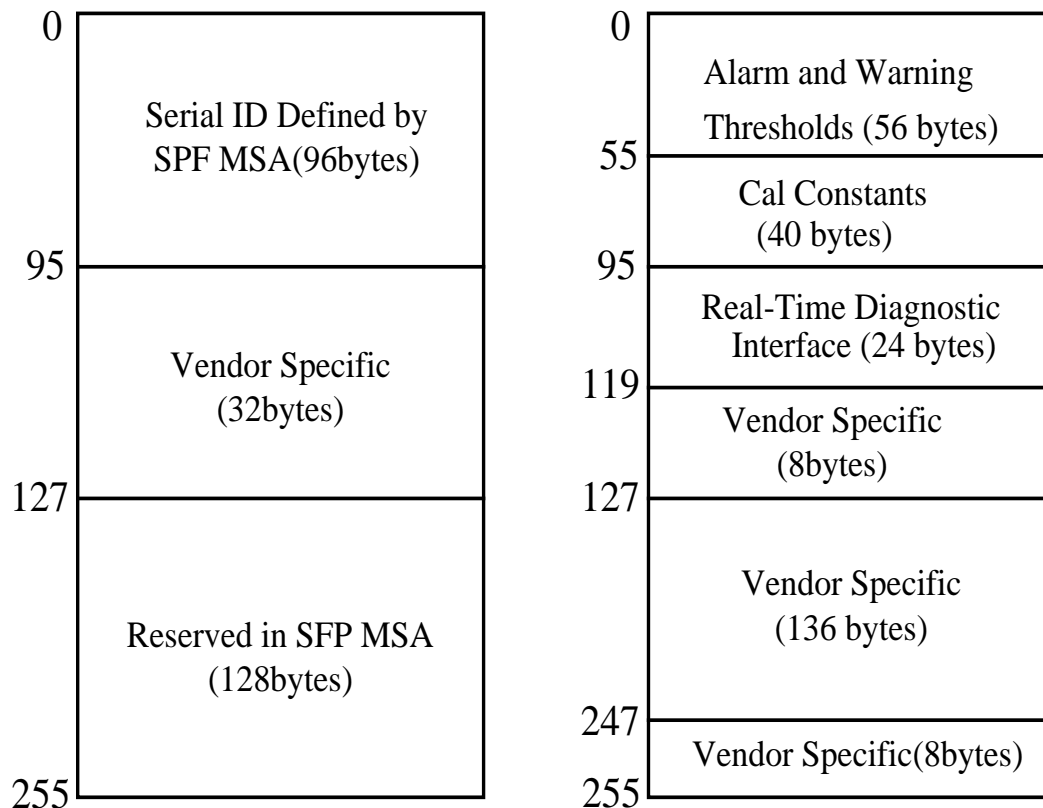 0
Serial ID Defined by
SPF MSA(96bytes)
95
Vendor Specific
(32bytes)
127
Reserved in SFP MSA
(128bytes)
255
0
Alarm and Warning
Thresholds (56 bytes)
55
Cal Constants
(40 bytes)
95
Real-Time Diagnostic
Interface (24 bytes)
119
Vendor Specific
(8bytes)
127
Vendor Specific
(136 bytes)
247
Vendor Specific(8bytes)
255